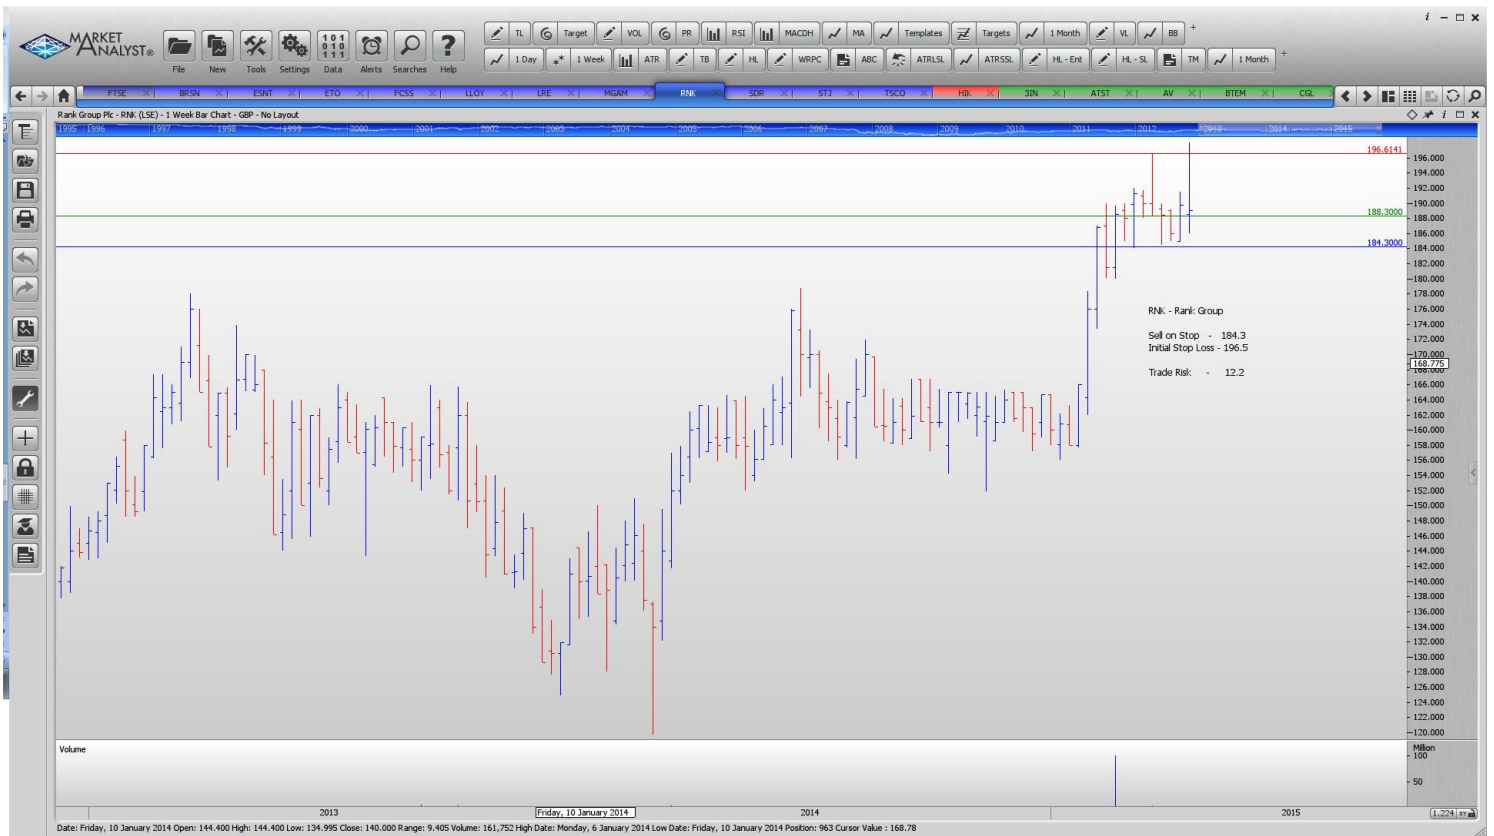 MARKET
ANALYST®
File New Tools Settings Data Alerts Searches Help
TL Target VOL PR RSI MACDH MA Templates Targets 1 Month VL BB +
1 Day 1 Week ATR TB HL WRPC ABC ATRLSL ATRSSL HL - Ent HL - SL TM 1 Month +
FTSE BRSN ESNT ETO FCSS LLOY LRE MGAM RNK SDR STJ TSCO HIK 3IN ATST AV BTEM CGL
Rank Group Plc - RNK (LSE) - 1 Week Bar Chart - GBP - No Layout
1995 1996 1997 1998 1999 2000 2001 2002 2003 2004 2005 2006 2007 2008 2009 2010 2011 2012 2013 2014 2015
196.6141
196.000
194.000
192.000
190.000
188.3000
188.000
186.000
184.3000
184.000
182.000
180.000
178.000
176.000
174.000
172.000
170.000
168.775
168.000
166.000
164.000
162.000
160.000
158.000
156.000
154.000
152.000
150.000
148.000
146.000
144.000
142.000
140.000
138.000
136.000
134.000
132.000
130.000
128.000
126.000
124.000
122.000
120.000
RNK - Rank Group
Sell on Stop - 184.3
Initial Stop Loss - 196.5
Trade Risk - 12.2
Volume
Million
100
50
2013 Friday, 10 January 2014 2014 2015 1.224 XY
Date: Friday, 10 January 2014 Open: 144.400 High: 144.400 Low: 134.995 Close: 140.000 Range: 9.405 Volume: 161,752 High Date: Monday, 6 January 2014 Low Date: Friday, 10 January 2014 Position: 963 Cursor Value : 168.78